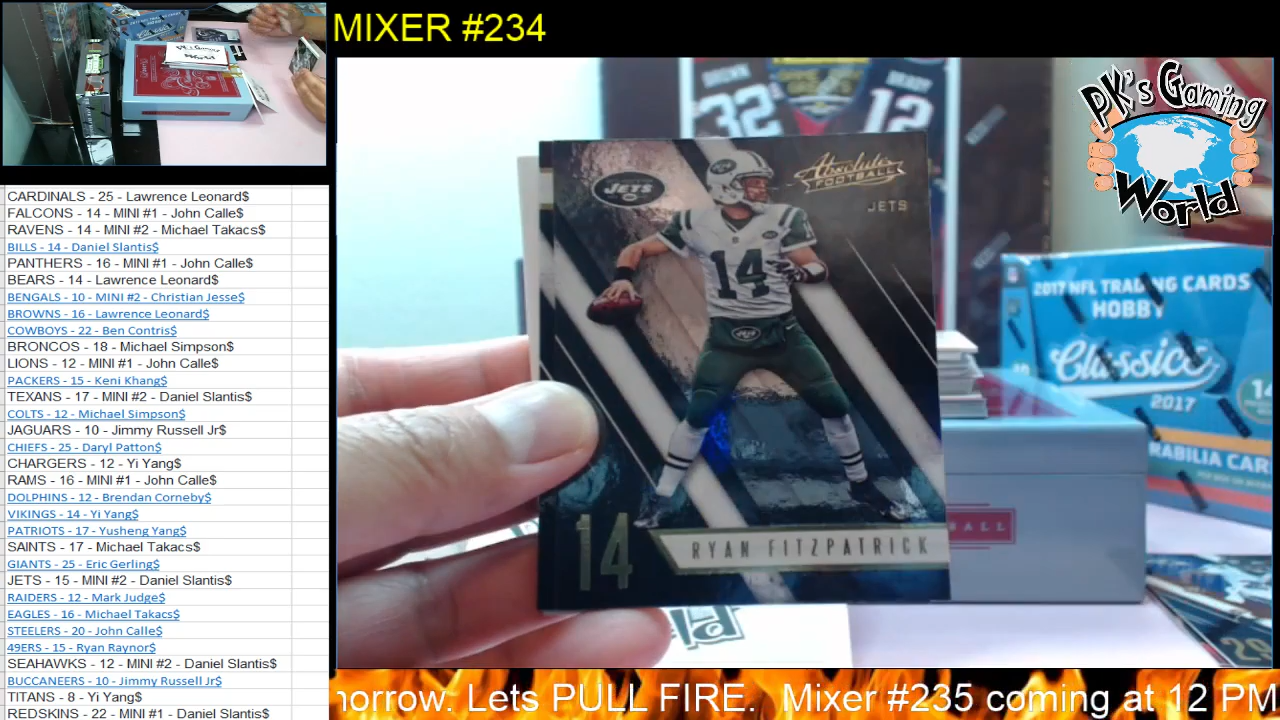 MIXER #234
CARDINALS - 25 - Lawrence Leonard$
FALCONS - 14 - MINI #1 - John Calle$
RAVENS - 14 - MINI #2 - Michael Takacs$
BILLS - 14 - Daniel Slantis$
PANTHERS - 16 - MINI #1 - John Calle$
BEARS - 14 - Lawrence Leonard$
BENGALS - 10 - MINI #2 - Christian Jesse$
BROWNS - 16 - Lawrence Leonard$
COWBOYS - 22 - Ben Contris$
BRONCOS - 18 - Michael Simpson$
LIONS - 12 - MINI #1 - John Calle$
PACKERS - 15 - Keni Khang$
TEXANS - 17 - MINI #2 - Daniel Slantis$
COLTS - 12 - Michael Simpson$
JAGUARS - 10 - Jimmy Russell Jr$
CHIEFS - 25 - Daryl Patton$
CHARGERS - 12 - Yi Yang$
RAMS - 16 - MINI #1 - John Calle$
DOLPHINS - 12 - Brendan Corneby$
VIKINGS - 14 - Yi Yang$
PATRIOTS - 17 - Yusheng Yang$
SAINTS - 17 - Michael Takacs$
GIANTS - 25 - Eric Gerling$
JETS - 15 - MINI #2 - Daniel Slantis$
RAIDERS - 12 - Mark Judge$
EAGLES - 16 - Michael Takacs$
STEELERS - 20 - John Calle$
49ERS - 15 - Ryan Raynor$
SEAHAWKS - 12 - MINI #2 - Daniel Slantis$
BUCCANEERS - 10 - Jimmy Russell Jr$
TITANS - 8 - Yi Yang$
REDSKINS - 22 - MINI #1 - Daniel Slantis$
BROWN
32
BRADY
12
PK's Gaming
World
JETS
Absolute
FOOTBALL
JETS
14
14
RYAN FITZPATRICK
2017 NFL TRADING CARDS
HOBBY
Classics
2017
RABILIA CAR
BALL
ld
horrow. Lets PULL FIRE. Mixer #235 coming at 12 PM